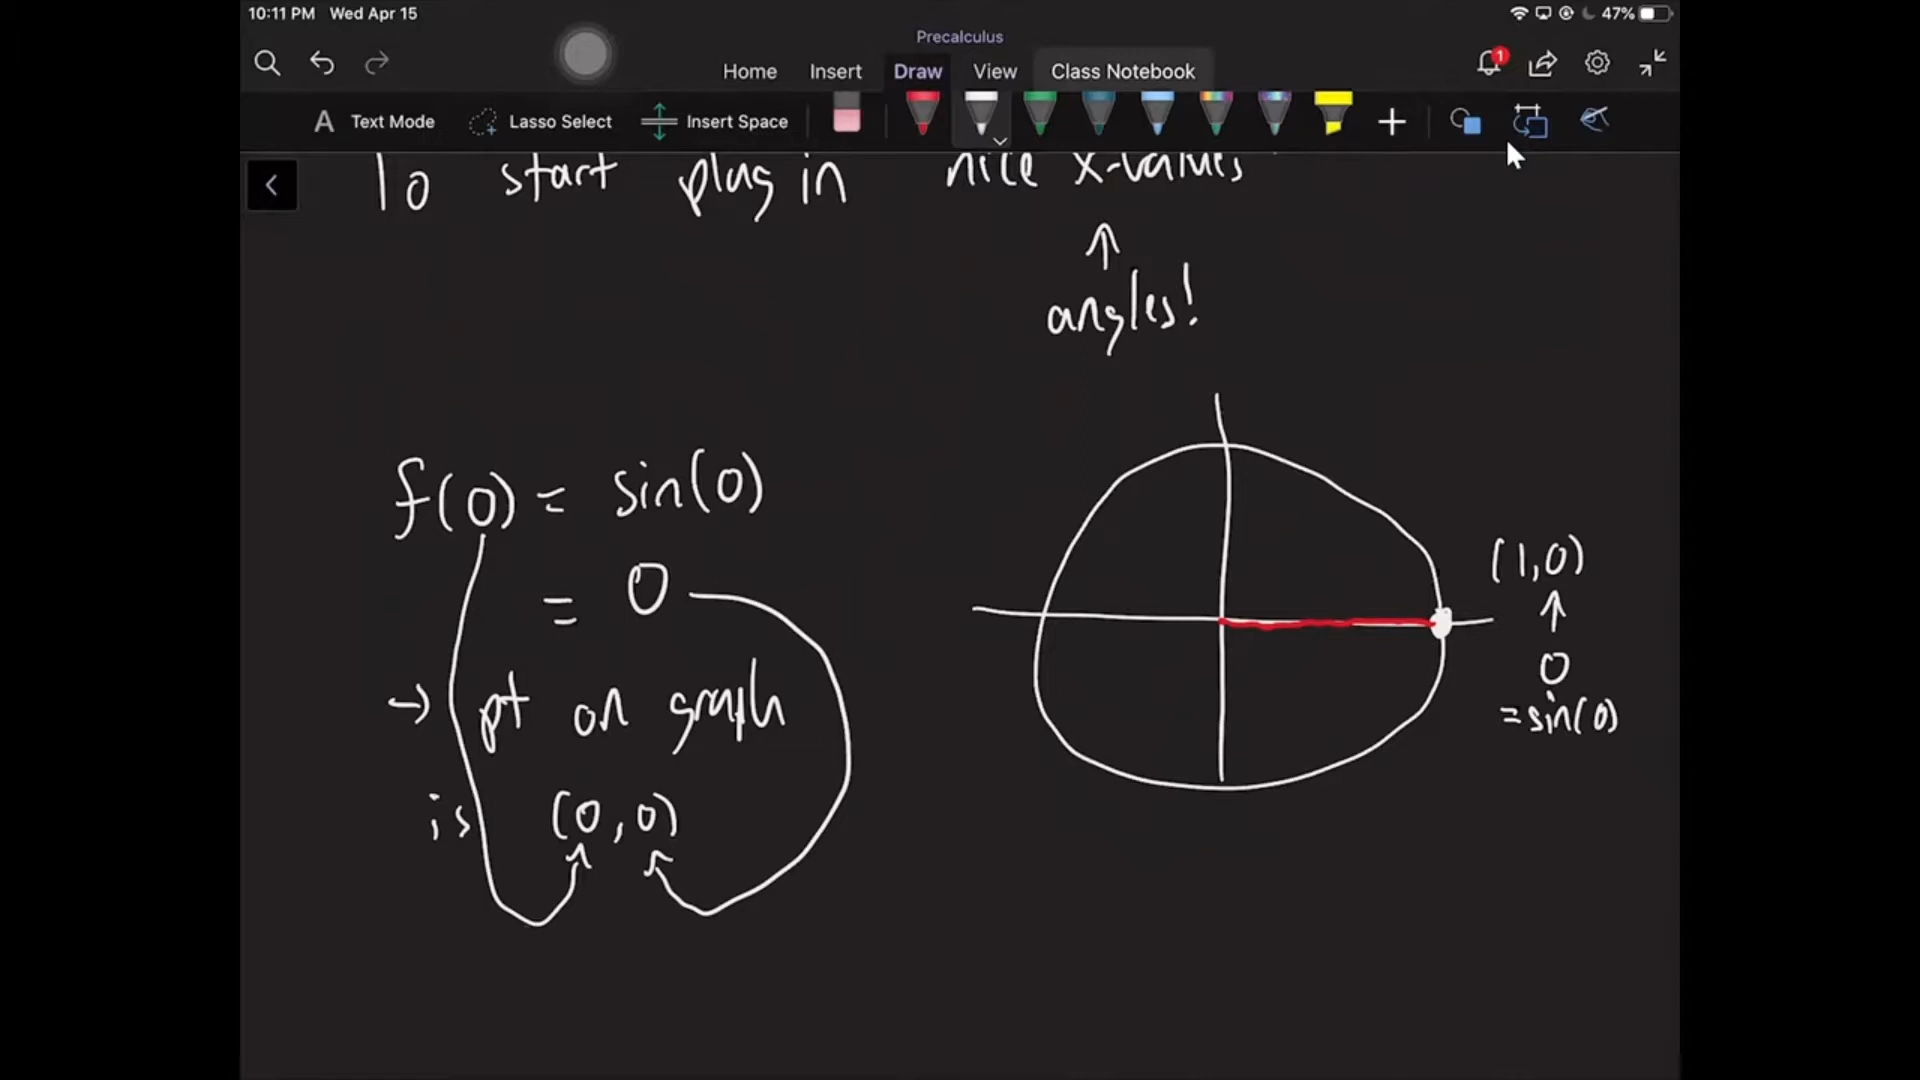 10:11 PM Wed Apr 15
47%
Precalculus
1
Home Insert Draw View Class Notebook
A Text Mode Lasso Select Insert Space
To start plug in nice x-values
↑
angles!
f(0) = sin(0)
= 0
→ pt on graph
is (0,0)
(1,0)
↑
0
=sin(0)